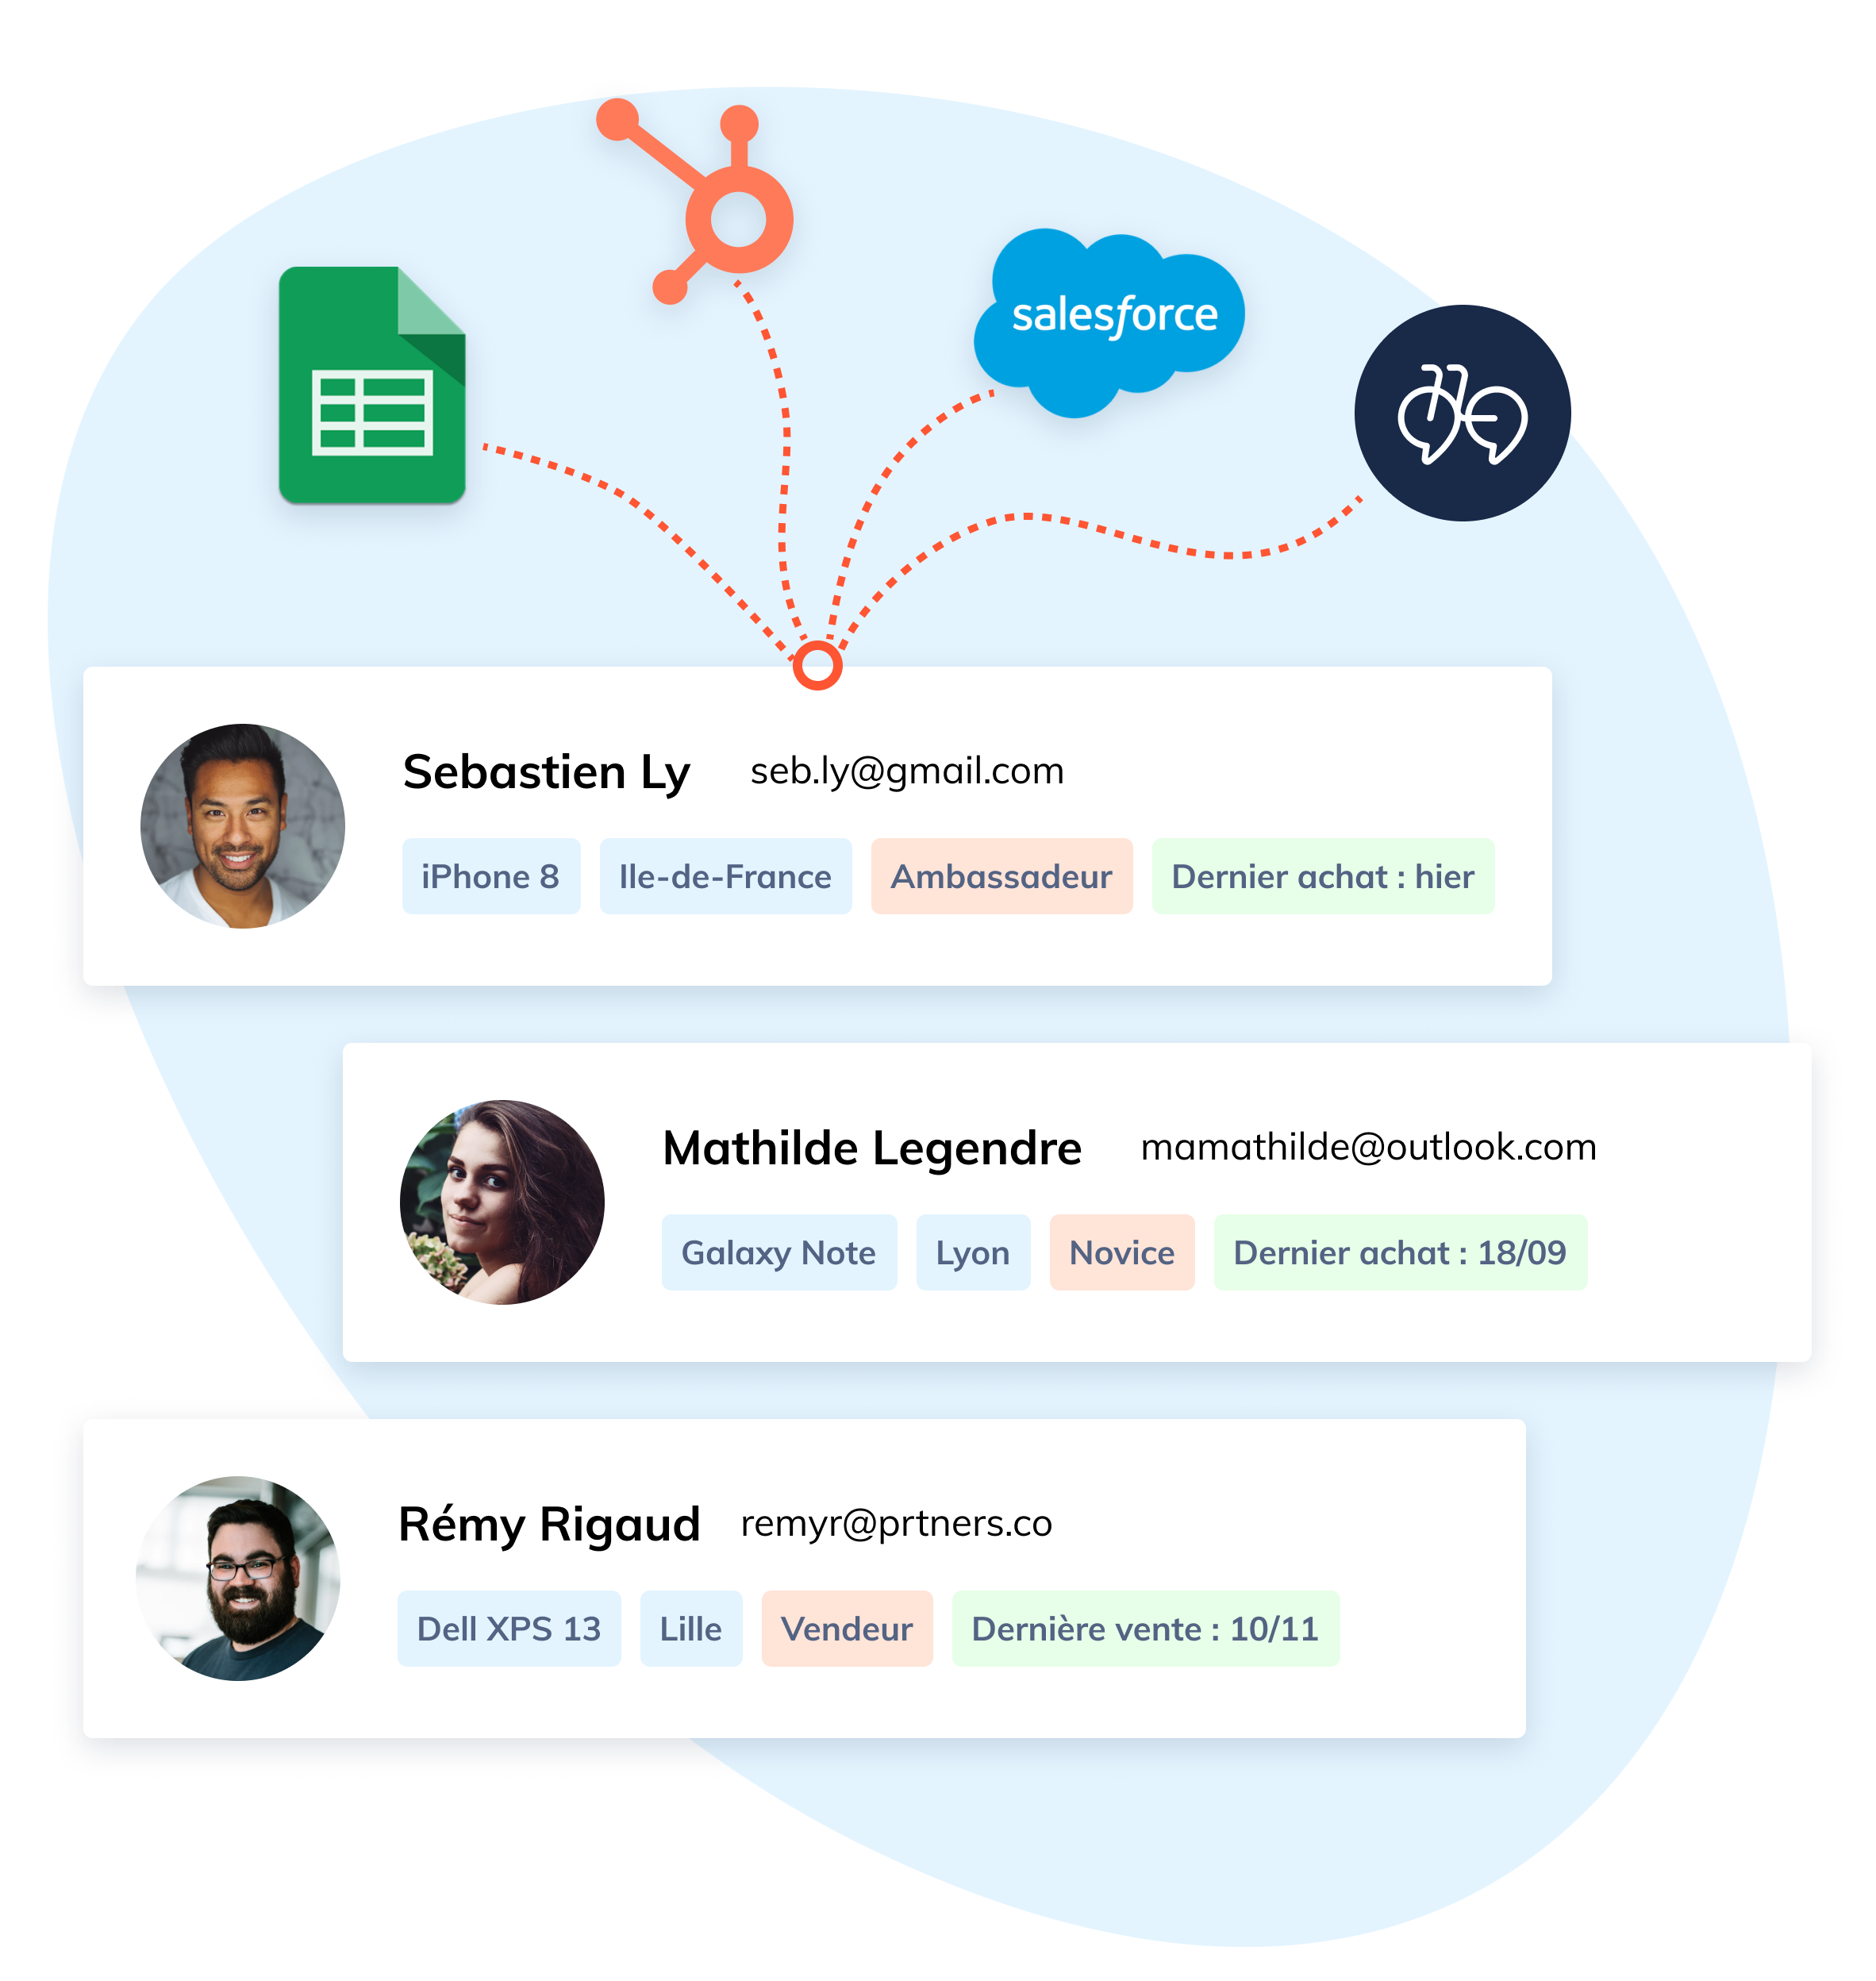 salesforce
Sebastien Ly seb.ly@gmail.com
iPhone 8 Ile-de-France Ambassadeur Dernier achat : hier
Mathilde Legendre mamathilde@outlook.com
Galaxy Note Lyon Novice Dernier achat : 18/09
Rémy Rigaud remyr@prtners.co
Dell XPS 13 Lille Vendeur Dernière vente : 10/11